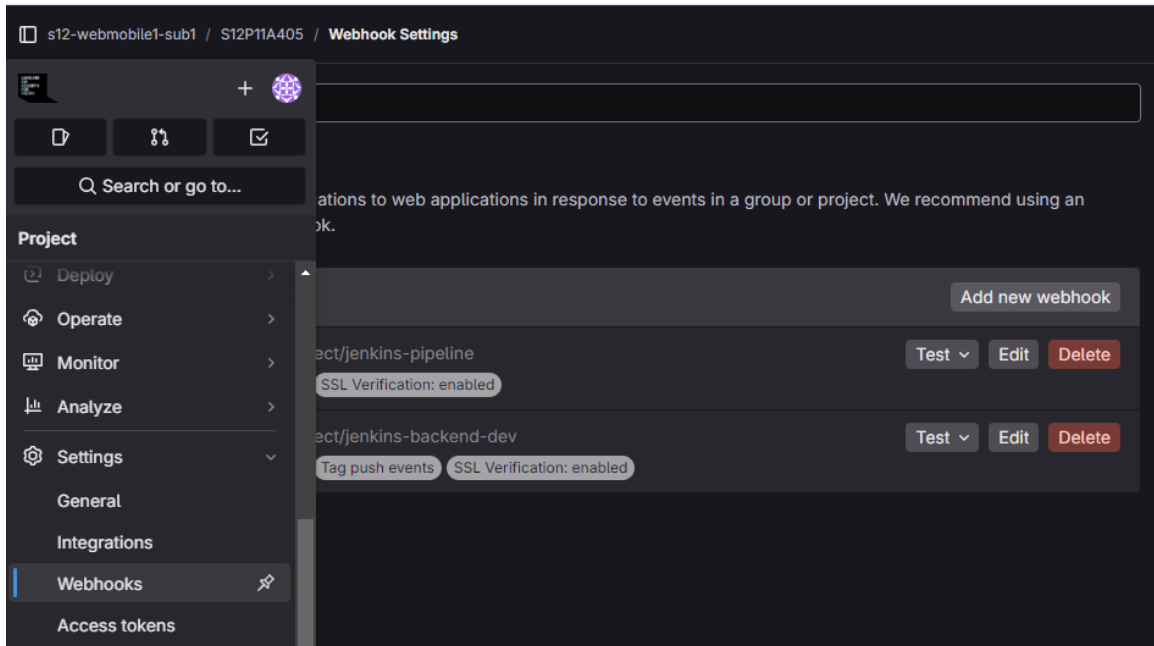 s12-webmobile1-sub1 / S12P11A405 / Webhook Settings
Search or go to...
Project
Deploy
Operate
Monitor
Analyze
Settings
General
Integrations
Webhooks
Access tokens
ations to web applications in response to events in a group or project. We recommend using an
ok.
Add new webhook
ect/jenkins-pipeline
Test Edit Delete
SSL Verification: enabled
ect/jenkins-backend-dev
Test Edit Delete
Tag push events SSL Verification: enabled